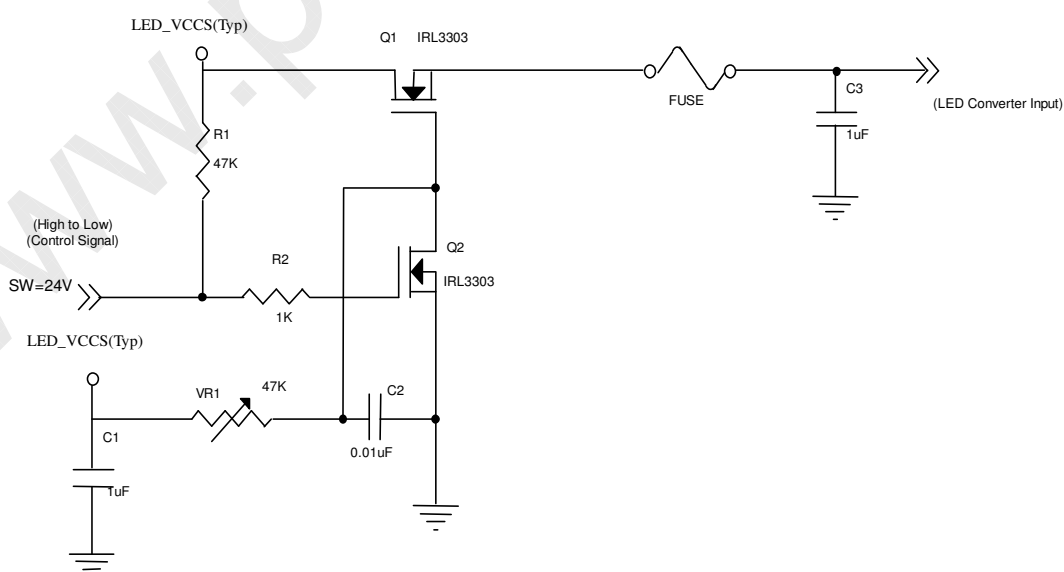 LED_VCCS(Typ)
Q1 IRL3303
FUSE
C3
(LED Converter Input)
1uF
R1
47K
(High to Low)
(Control Signal)
SW=24V
R2
1K
Q2
IRL3303
LED_VCCS(Typ)
VR1
47K
C2
0.01uF
C1
1uF